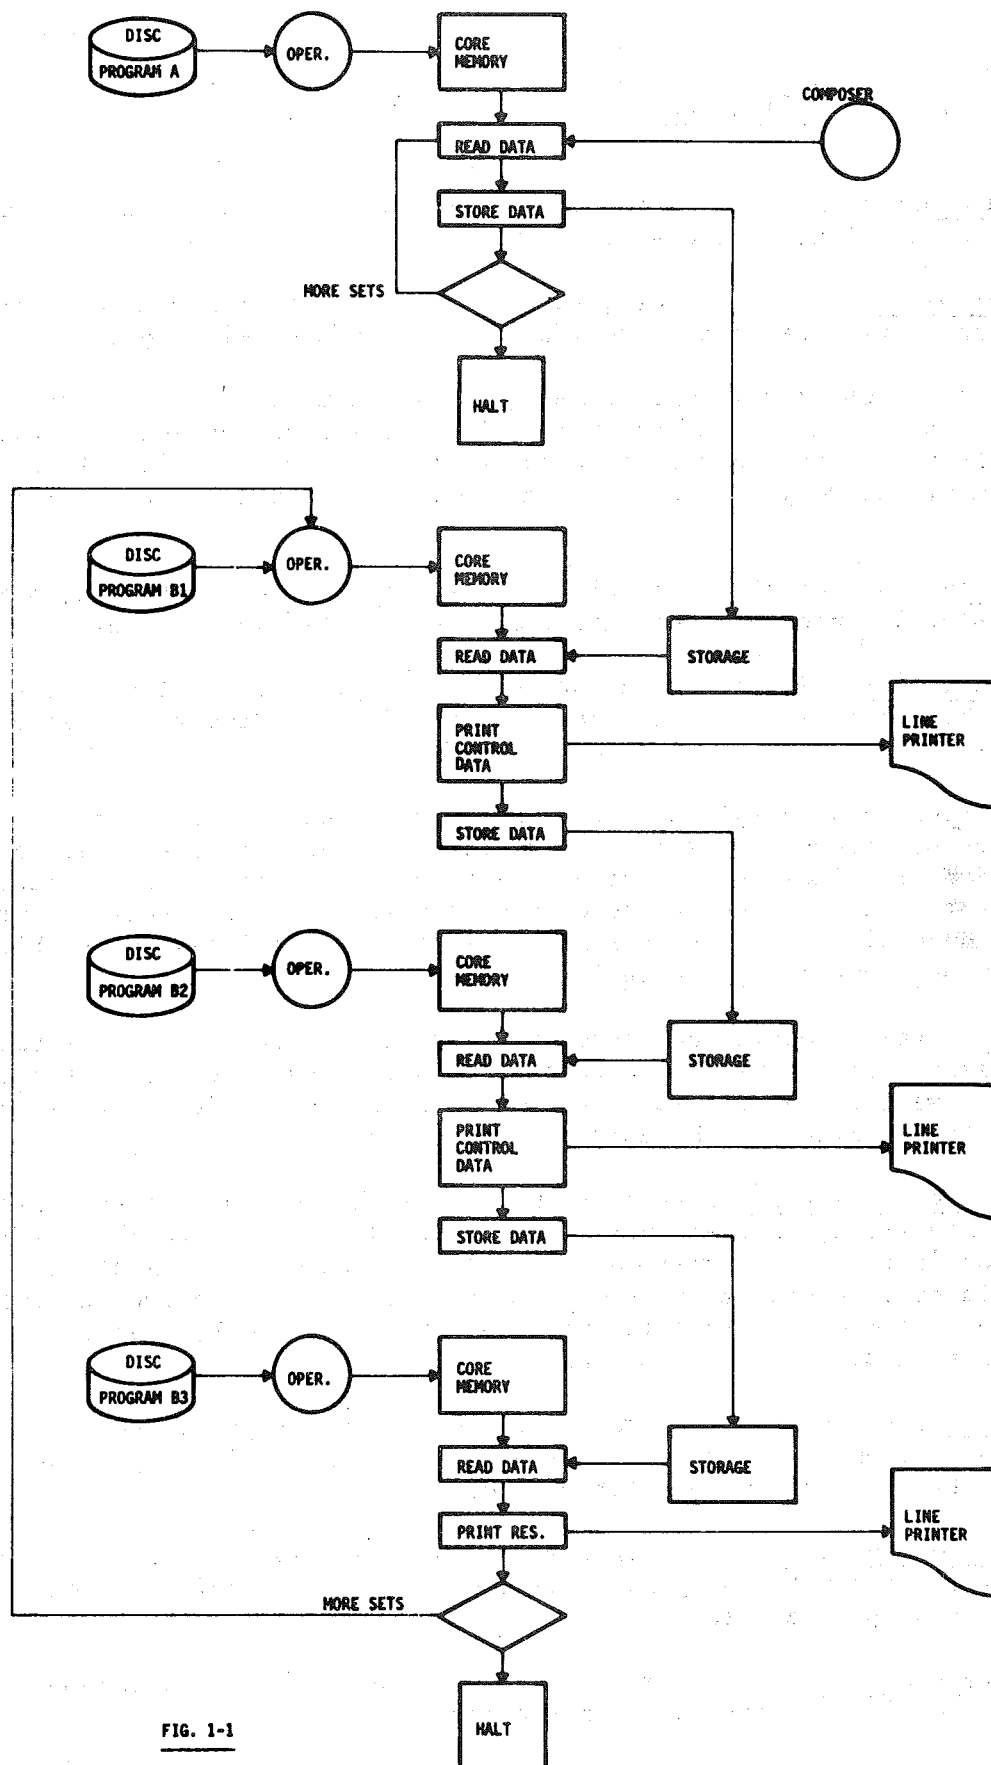 DISC
PROGRAM A
OPER.
CORE
MEMORY
COMPOSER
READ DATA
STORE DATA
MORE SETS
HALT
DISC
PROGRAM B1
OPER.
CORE
MEMORY
READ DATA
STORAGE
PRINT
CONTROL
DATA
LINE
PRINTER
STORE DATA
DISC
PROGRAM B2
OPER.
CORE
MEMORY
READ DATA
STORAGE
PRINT
CONTROL
DATA
LINE
PRINTER
STORE DATA
DISC
PROGRAM B3
OPER.
CORE
MEMORY
READ DATA
STORAGE
PRINT RES.
LINE
PRINTER
MORE SETS
HALT
FIG. 1-1